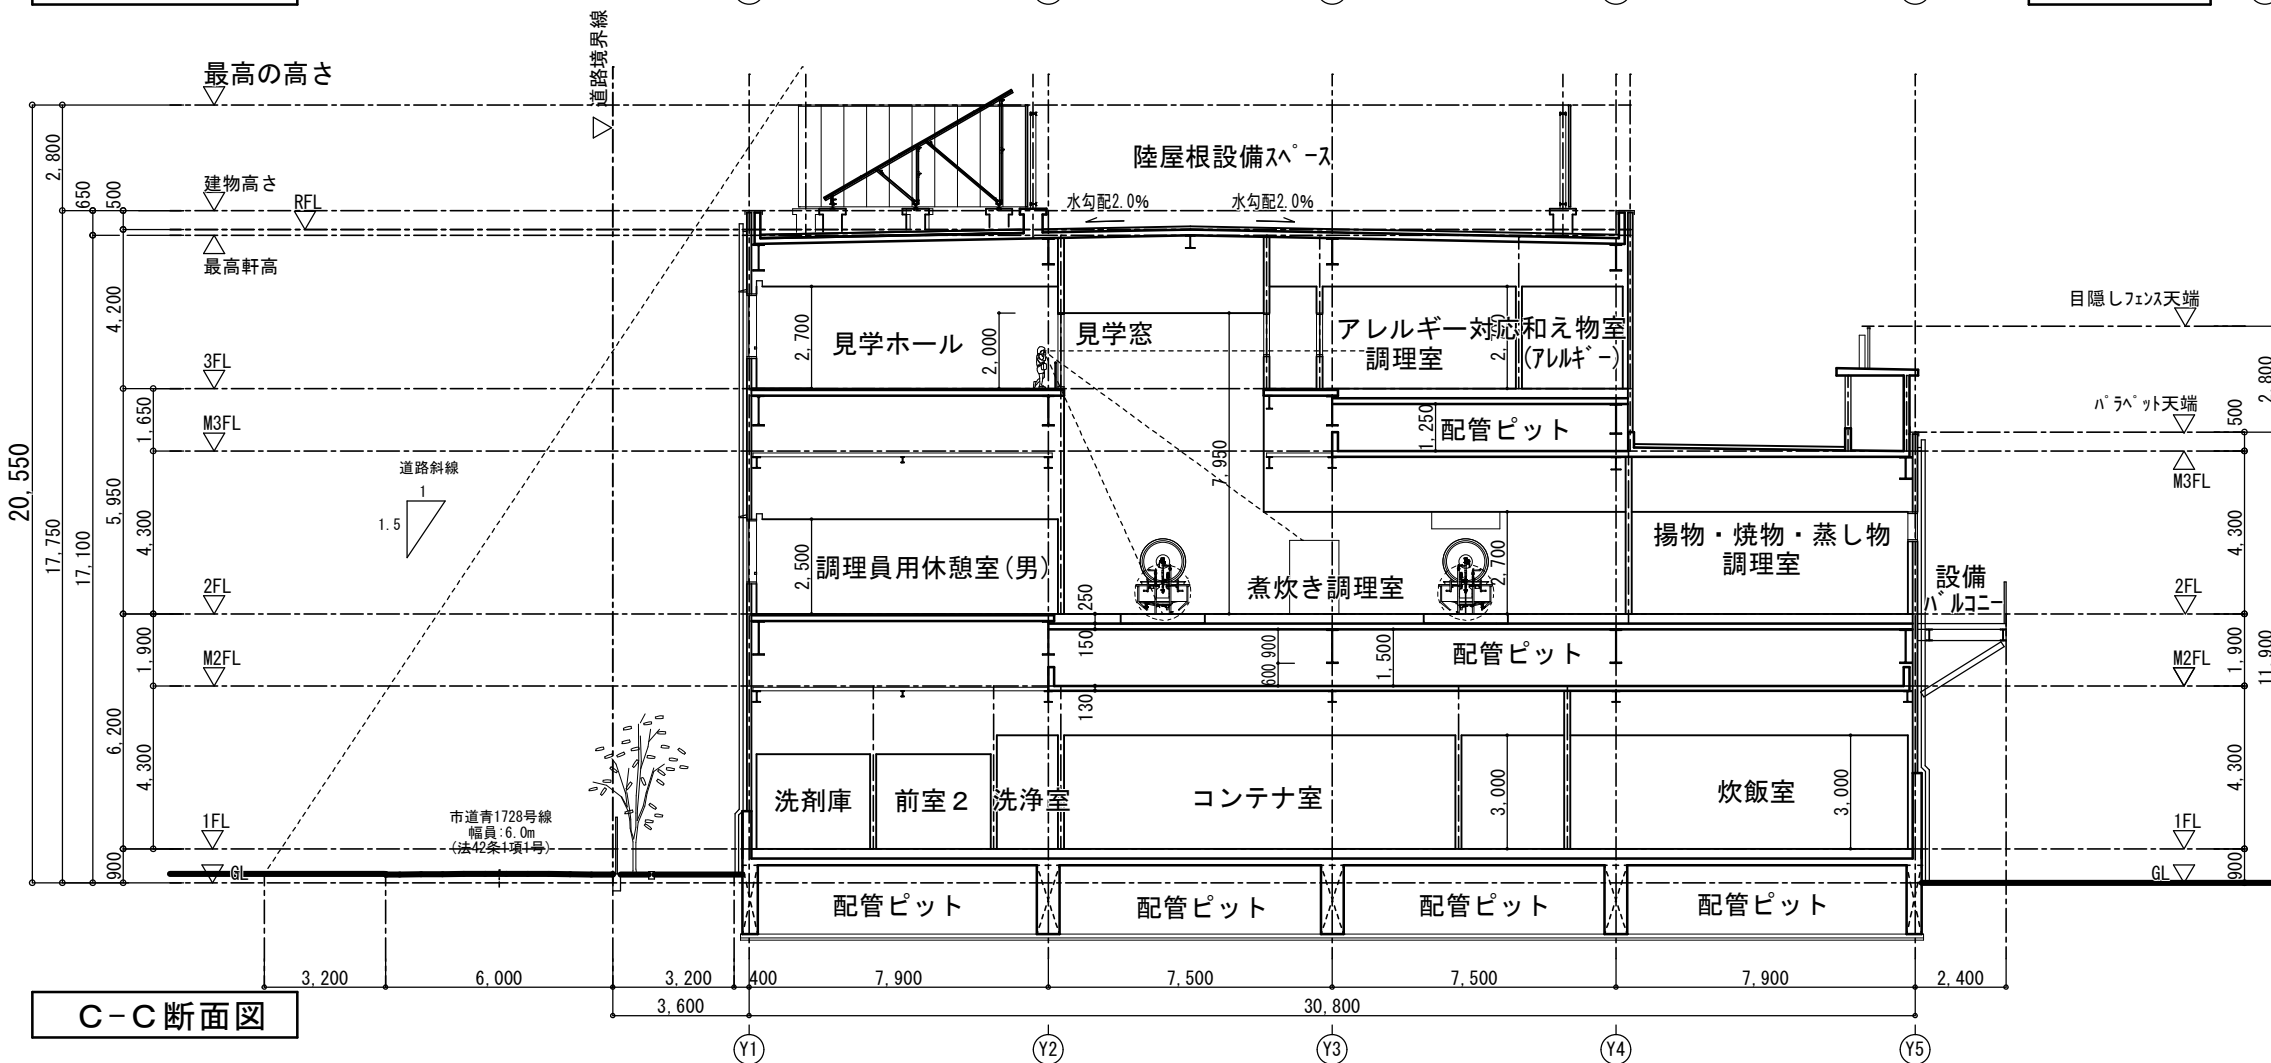 道路境界線
最高の高さ
2,800
陸屋根設備ｽﾍﾟｰｽ
建物高さ
RFL
650
500
水勾配2.0%
水勾配2.0%
最高軒高
4,200
目隠しﾌｪﾝｽ天端
2,700
見学ホール
2,000
見学窓
アレルギー対応
調理室
和え物室
(ｱﾚﾙｷﾞｰ)
3FL
2,800
1,650
M3FL
1,250
配管ピット
ﾊﾟﾗﾍﾟｯﾄ天端
500
20,550
道路斜線
1
1.5
7,950
M3FL
17,750
17,100
5,950
4,300
2,500
調理員用休憩室(男)
煮炊き調理室
2,700
揚物・焼物・蒸し物
調理室
4,300
設備
ﾊﾞﾙｺﾆｰ
2FL
250
2FL
1,900
150
600
900
1,500
配管ピット
1,900
11,900
M2FL
M2FL
130
6,200
4,300
洗剤庫
前室２
洗浄室
コンテナ室
3,000
炊飯室
3,000
4,300
市道青1728号線
幅員:6.0m
(法42条1項1号)
1FL
1FL
900
GL
GL
900
配管ピット
配管ピット
配管ピット
配管ピット
3,200
6,000
3,200
400
7,900
7,500
7,500
7,900
2,400
3,600
30,800
C-C断面図
Y1
Y2
Y3
Y4
Y5